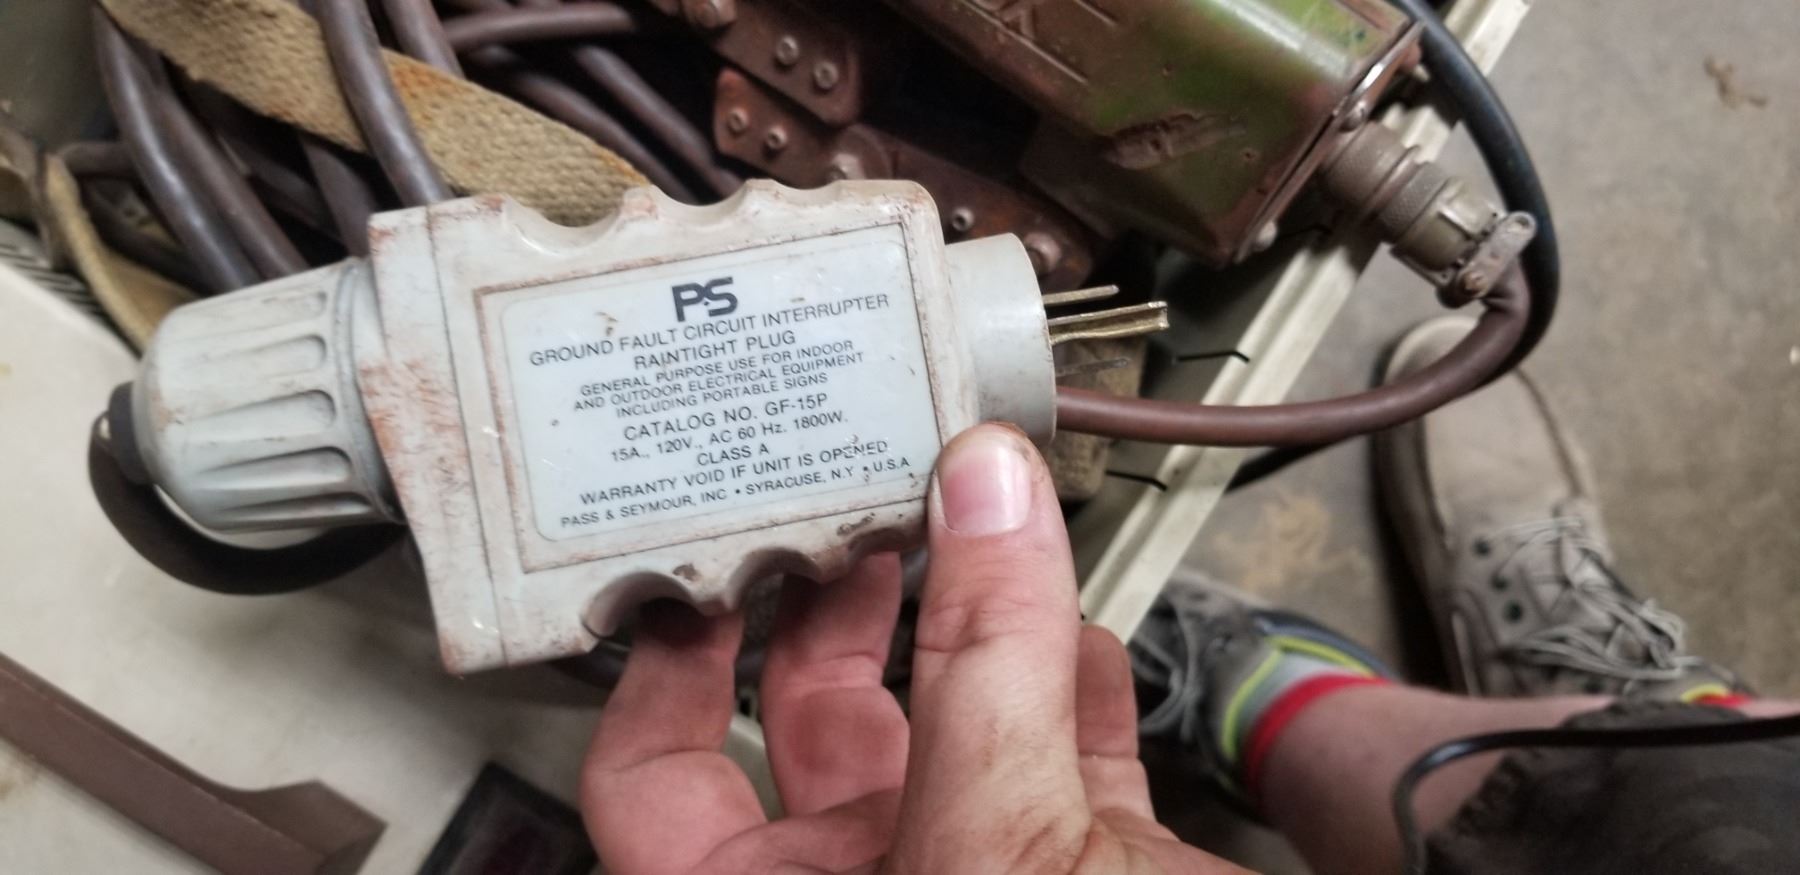 PS
GROUND FAULT CIRCUIT INTERRUPTER
RAINTIGHT PLUG
GENERAL PURPOSE USE FOR INDOOR
AND OUTDOOR ELECTRICAL EQUIPMENT
INCLUDING PORTABLE SIGNS
CATALOG NO. GF-15P
15A., 120V., AC 60 Hz. 1800W.
CLASS A
WARRANTY VOID IF UNIT IS OPENED
PASS & SEYMOUR, INC • SYRACUSE, N.Y. • U.S.A